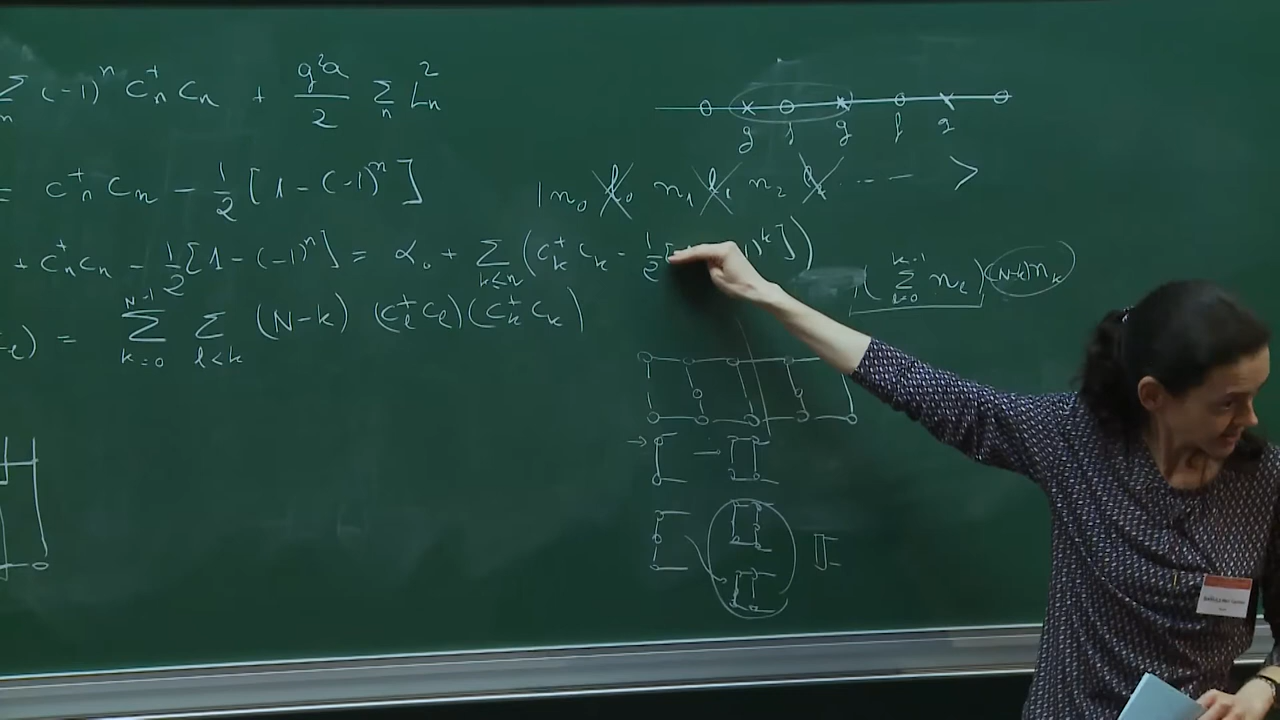 Σ_n (-1)^n C_n^+ C_n + g²a/2 Σ_n L_n^2
= C_n^+ C_n - 1/2 [1 - (-1)^n]
+ C_n^+ C_n - 1/2 [1 - (-1)^n] = α_0 + Σ_{k≤n} (C_k^+ C_k - 1/2 [ )^k ])
) = Σ_{k=0}^{N-1} Σ_{l<k} (N-k) (C_l^+ C_l)(C_k^+ C_k)
g f g f g
| n_0 l_0 n_1 l_1 n_2 l ---- >
(Σ_{k=0}^{k-1} n_l) (N-k) n_k